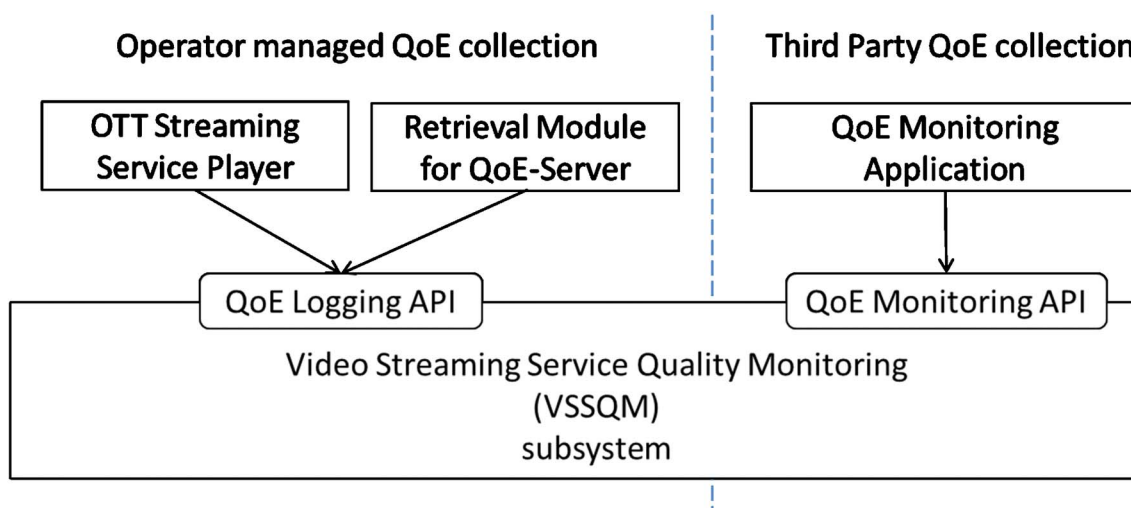 Operator managed QoE collection
Third Party QoE collection
OTT Streaming
Service Player
Retrieval Module
for QoE-Server
QoE Monitoring
Application
QoE Logging API
QoE Monitoring API
Video Streaming Service Quality Monitoring
(VSSQM)
subsystem